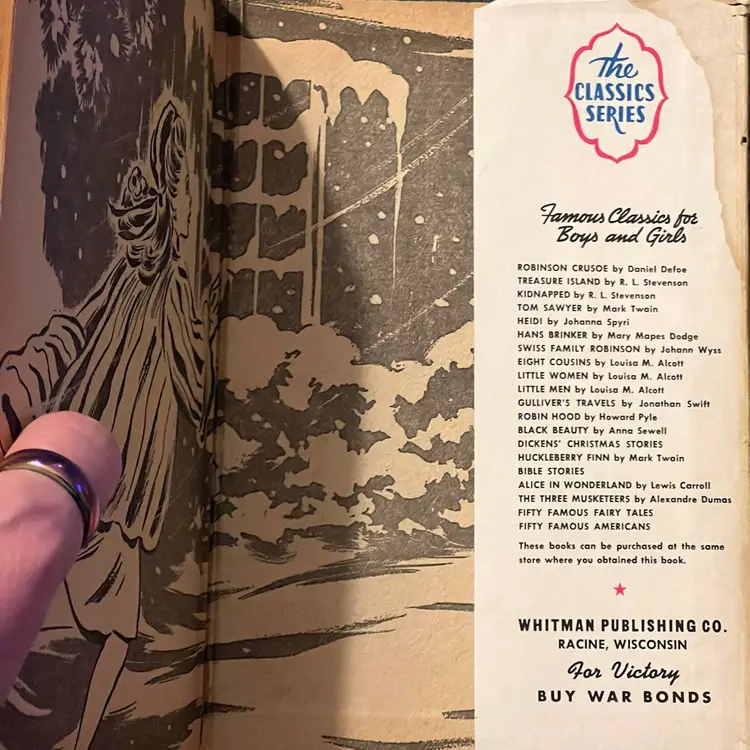 the
CLASSICS
SERIES
Famous Classics for
Boys and Girls
ROBINSON CRUSOE by Daniel Defoe
TREASURE ISLAND by R. L. Stevenson
KIDNAPPED by R. L. Stevenson
TOM SAWYER by Mark Twain
HEIDI by Johanna Spyri
HANS BRINKER by Mary Mapes Dodge
SWISS FAMILY ROBINSON by Johann Wyss
EIGHT COUSINS by Louisa M. Alcott
LITTLE WOMEN by Louisa M. Alcott
LITTLE MEN by Louisa M. Alcott
GULLIVER'S TRAVELS by Jonathan Swift
ROBIN HOOD by Howard Pyle
BLACK BEAUTY by Anna Sewell
DICKENS' CHRISTMAS STORIES
HUCKLEBERRY FINN by Mark Twain
BIBLE STORIES
ALICE IN WONDERLAND by Lewis Carroll
THE THREE MUSKETEERS by Alexandre Dumas
FIFTY FAMOUS FAIRY TALES
FIFTY FAMOUS AMERICANS
These books can be purchased at the same
store where you obtained this book.
WHITMAN PUBLISHING CO.
RACINE, WISCONSIN
For Victory
BUY WAR BONDS